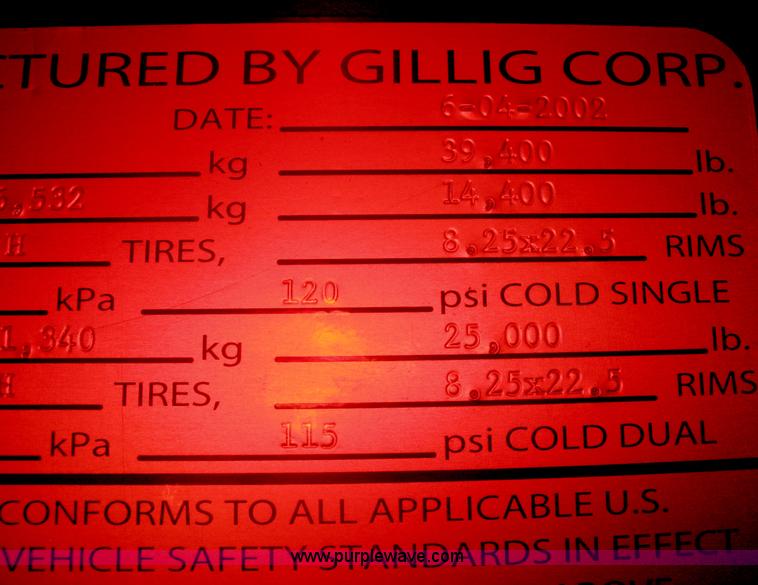 CTURED BY GILLIG CORP.
DATE: 6-04-2002
kg 39,400 lb.
5,532 kg 14,400 lb.
H TIRES, 8.25x22.5 RIMS
kPa 120 psi COLD SINGLE
1,340 kg 25,000 lb.
H TIRES, 8.25x22.5 RIMS
kPa 115 psi COLD DUAL
CONFORMS TO ALL APPLICABLE U.S.
VEHICLE SAFETY STANDARDS IN EFFECT
www.purplewave.com